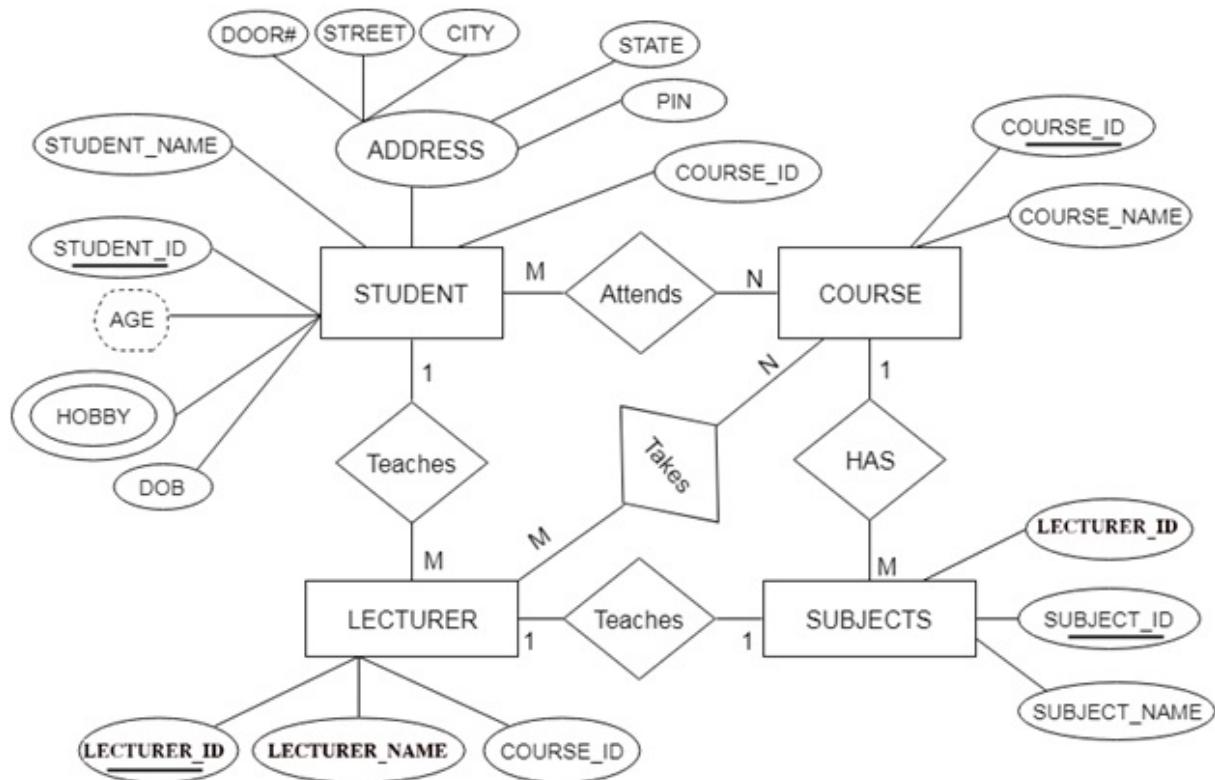 DOOR#
STREET
CITY
STATE
PIN
STUDENT_NAME
ADDRESS
COURSE_ID
COURSE_ID
COURSE_NAME
STUDENT_ID
AGE
HOBBY
DOB
STUDENT
M
Attends
N
COURSE
1
N
1
Teaches
Takes
HAS
M
M
M
LECTURER
1
Teaches
1
SUBJECTS
LECTURER_ID
SUBJECT_ID
SUBJECT_NAME
LECTURER_ID
LECTURER_NAME
COURSE_ID